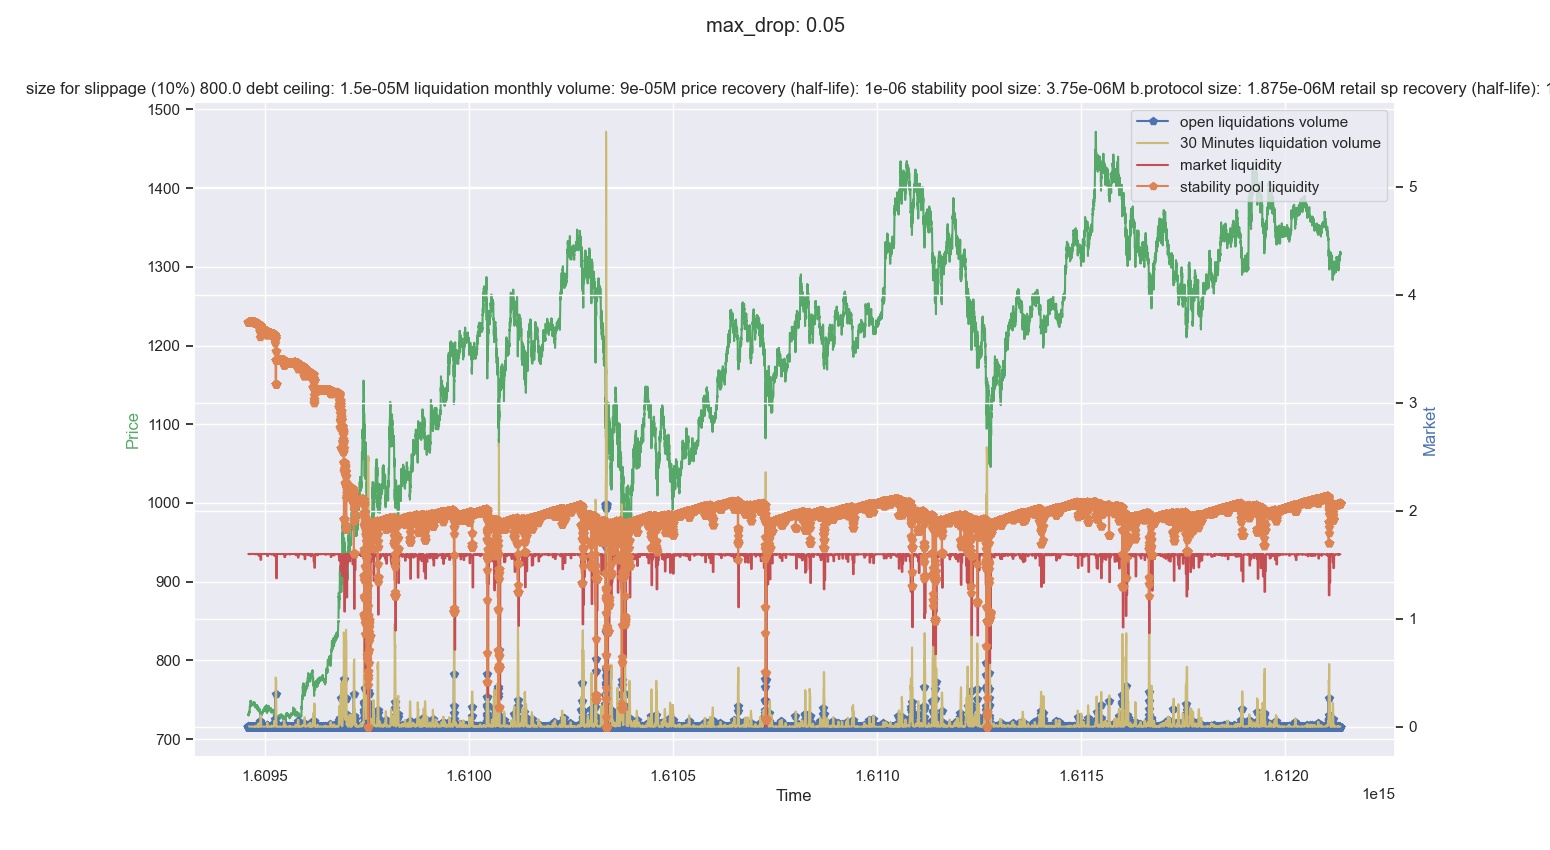 max_drop: 0.05
size for slippage (10%) 800.0 debt ceiling: 1.5e-05M liquidation monthly volume: 9e-05M price recovery (half-life): 1e-06 stability pool size: 3.75e-06M b.protocol size: 1.875e-06M retail sp recovery (half-life): 1
open liquidations volume
30 Minutes liquidation volume
market liquidity
stability pool liquidity
1500
1400
1300
1200
1100
1000
900
800
700
Price
5
4
3
2
1
0
Market
1.6095
1.6100
1.6105
1.6110
1.6115
1.6120
1e15
Time